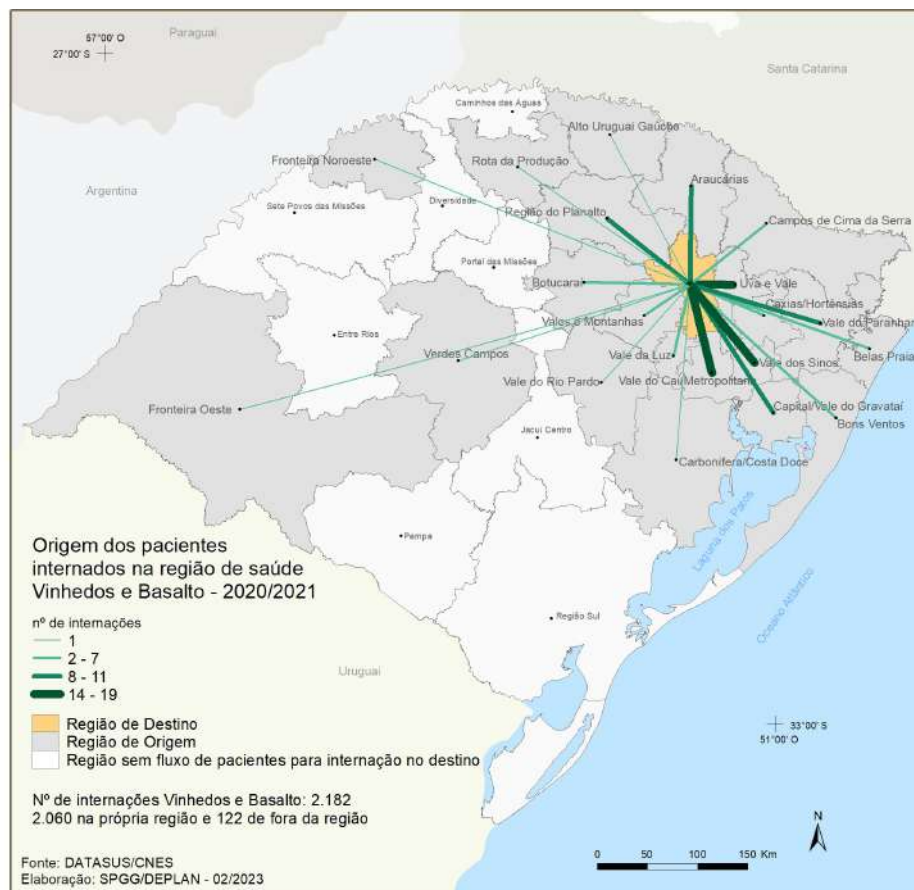 Paraguai
57°00' O
27°00' S
Santa Catarina
Caminhos das Águas
Alto Uruguai Gaúcho
Fronteira Noroeste
Rota da Produção
Araucárias
Argentina
Sete Povos das Missões
Diversidade
Região do Planalto
Campos de Cima da Serra
Portal das Missões
Botucaraí
Uva e Vale
Caxias/Hortênsias
Vales e Montanhas
Vale do Paranhan
Entre Rios
Belas Praia
Verdes Campos
Vale da Luz
Vale dos Sinos
Vale do Rio Pardo
Vale do Caí
Metropolitana
Fronteira Oeste
Capital/Vale do Gravataí
Bons Ventos
Jacuí Centro
Carbonífera/Costa Doce
Laguna dos Patos
Pampa
Oceano Atlântico
Região Sul
Uruguai
Origem dos pacientes
internados na região de saúde
Vinhedos e Basalto - 2020/2021
nº de internações
1
2 - 7
8 - 11
14 - 19
Região de Destino
Região de Origem
Região sem fluxo de pacientes para internação no destino
33°00' S
51°00' O
Nº de internações Vinhedos e Basalto: 2.182
2.060 na própria região e 122 de fora da região
N
0 50 100 150 Km
Fonte: DATASUS/CNES
Elaboração: SPGG/DEPLAN - 02/2023